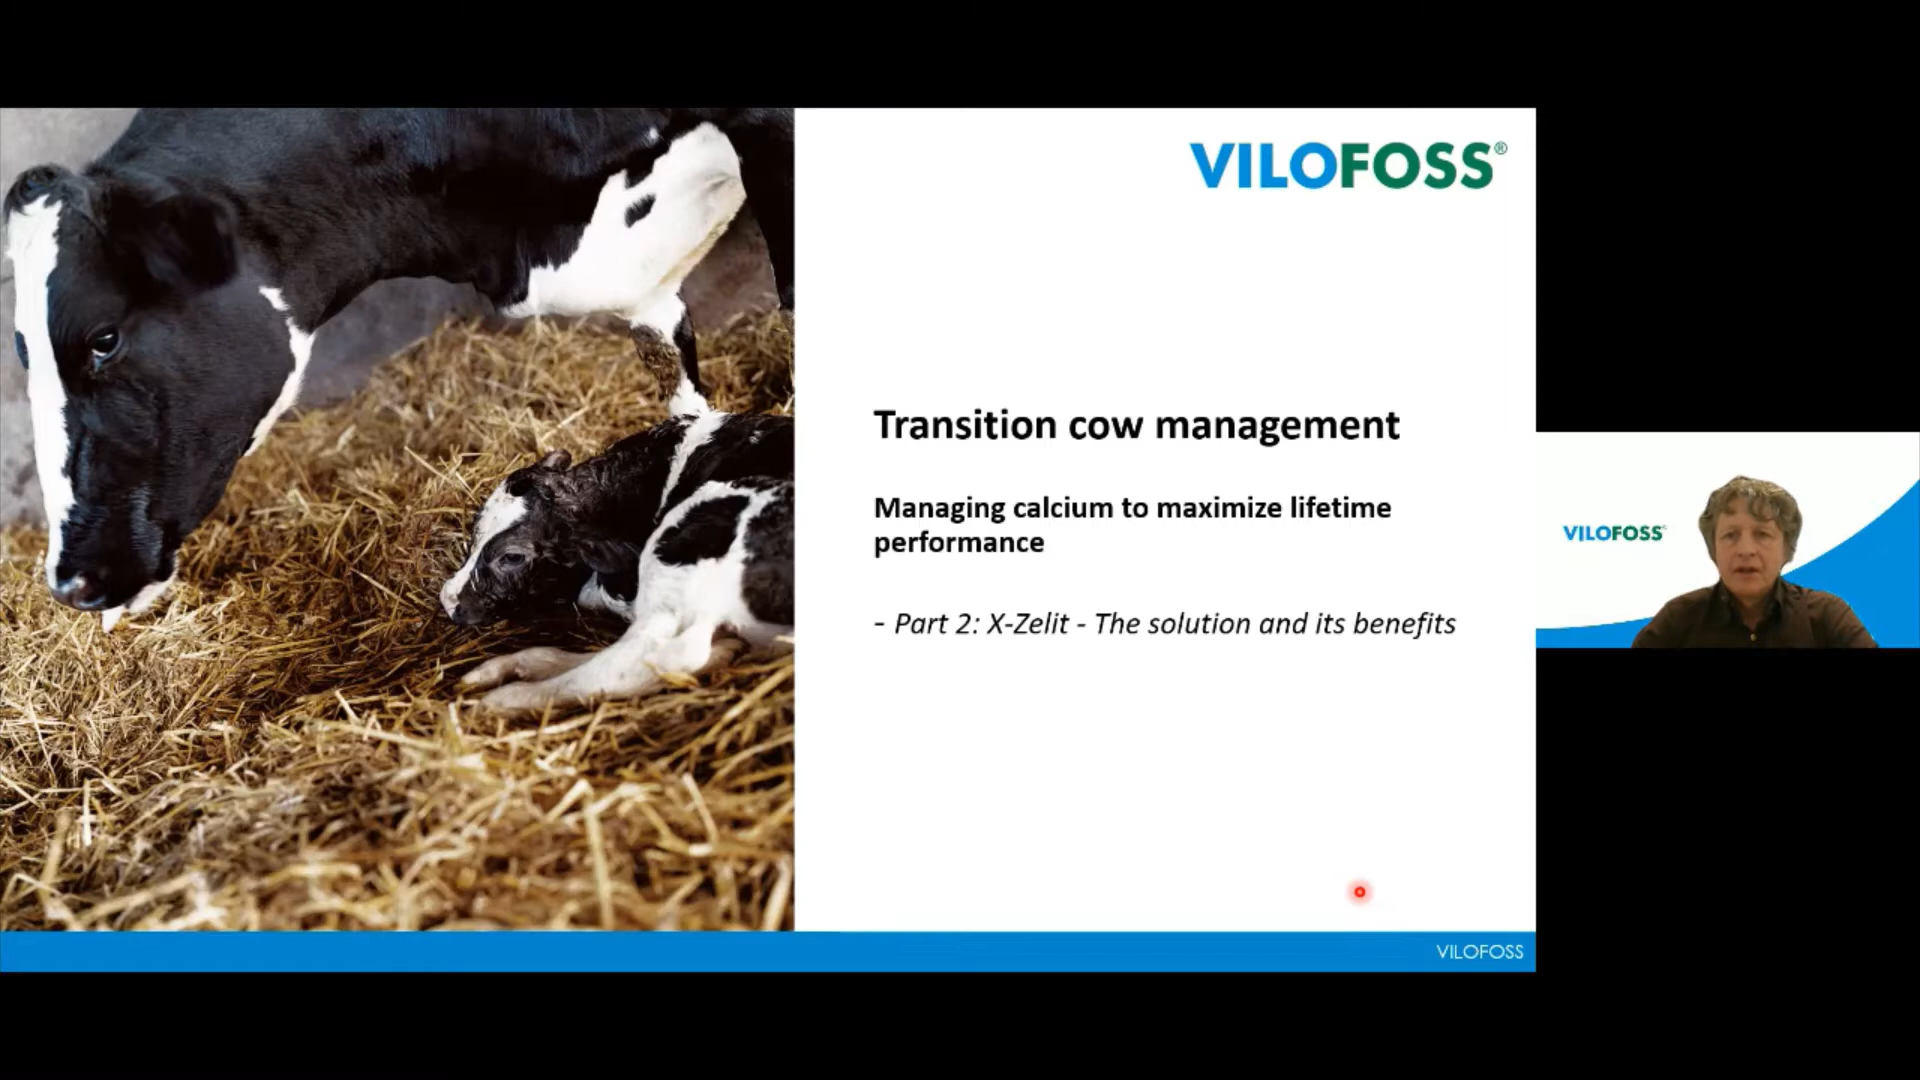 VILOFOSS®
Transition cow management
Managing calcium to maximize lifetime
performance
- Part 2: X-Zelit - The solution and its benefits
VILOFOSS
VILOFOSS®